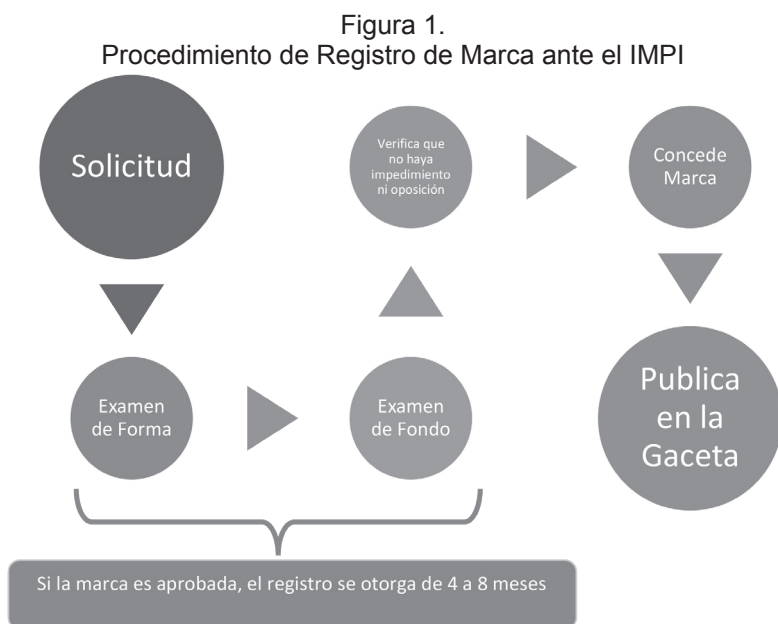 Figura 1.
Procedimiento de Registro de Marca ante el IMPI
Solicitud
Examen
de Forma
Examen
de Fondo
Verifica que
no haya
impedimiento
ni oposición
Concede
Marca
Publica
en la
Gaceta
Si la marca es aprobada, el registro se otorga de 4 a 8 meses